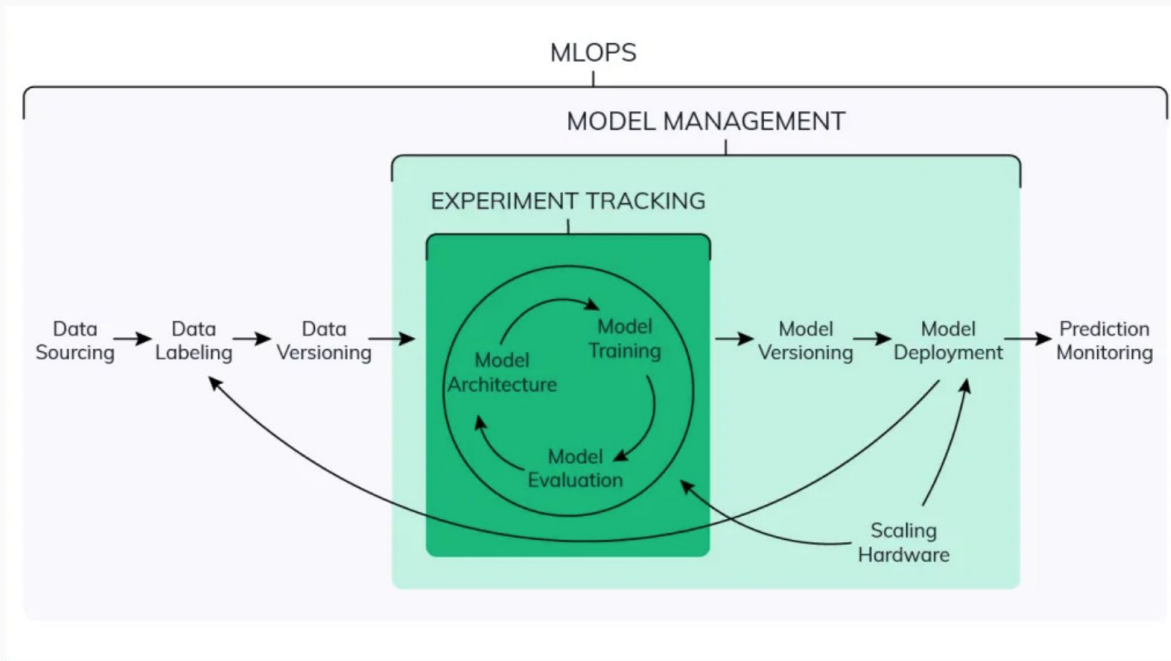 MLOPS
MODEL MANAGEMENT
EXPERIMENT TRACKING
Data
Sourcing
Data
Labeling
Data
Versioning
Model
Architecture
Model
Training
Model
Evaluation
Model
Versioning
Model
Deployment
Prediction
Monitoring
Scaling
Hardware